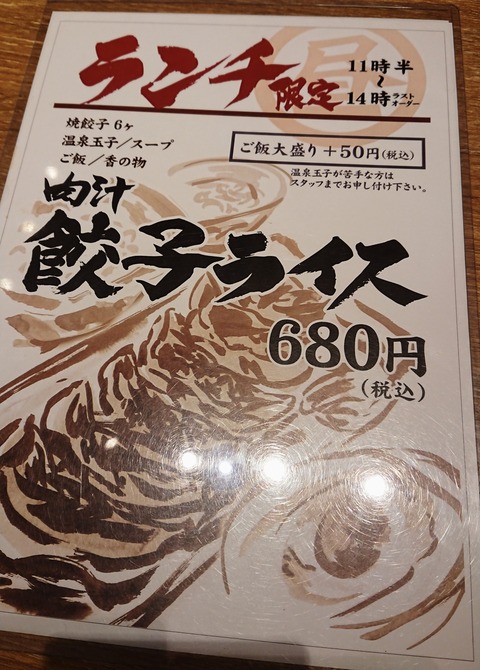 昼
ランチ限定
11時半
〜
14時ラストオーダー
焼餃子 6ヶ
温泉玉子／スープ
ご飯／香の物
ご飯大盛り＋50円(税込)
温泉玉子が苦手な方は
スタッフまでお申し付け下さい。
肉汁
餃子ライス
680円
(税込)